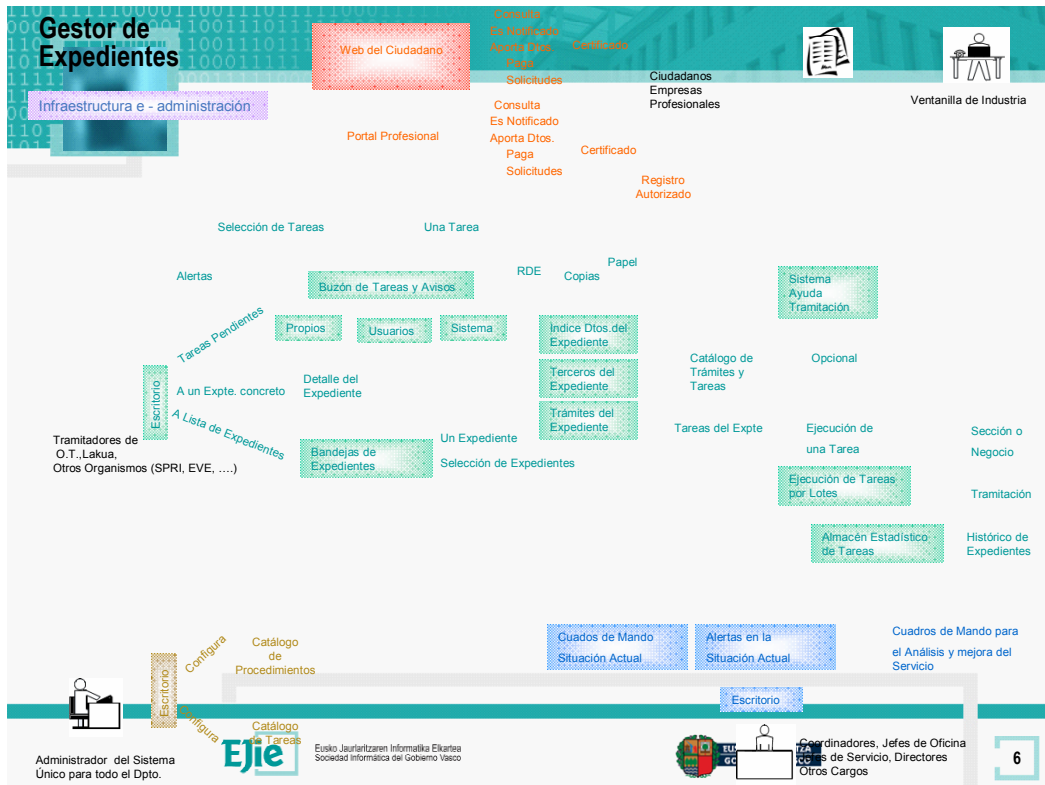 Gestor de
Expedientes
Infraestructura e - administración
Web del Ciudadano
Consulta
Es Notificado
Aporta Dtos.
Paga
Solicitudes
Certificado
Ciudadanos
Empresas
Profesionales
Ventanilla de Industria
Portal Profesional
Consulta
Es Notificado
Aporta Dtos.
Paga
Solicitudes
Certificado
Registro
Autorizado
Selección de Tareas
Una Tarea
Alertas
Buzón de Tareas y Avisos
RDE
Copias
Papel
Sistema
Ayuda
Tramitación
Tareas Pendientes
Propios
Usuarios
Sistema
Indice Dtos.del
Expediente
Escritorio
A un Expte. concreto
Detalle del
Expediente
Terceros del
Expediente
Catálogo de
Trámites y
Tareas
Opcional
A Lista de Expedientes
Trámites del
Expediente
Tramitadores de
O.T.,Lakua,
Otros Organismos (SPRI, EVE, ….)
Bandejas de
Expedientes
Un Expediente
Selección de Expedientes
Tareas del Expte
Ejecución de
una Tarea
Sección o
Negocio
Ejecución de Tareas
por Lotes
Tramitación
Almacén Estadístico
de Tareas
Histórico de
Expedientes
Escritorio
Configura
Catálogo
de
Procedimientos
Configura
Catálogo
de Tareas
Cuados de Mando
Situación Actual
Alertas en la
Situación Actual
Cuadros de Mando para
el Análisis y mejora del
Servicio
Escritorio
Administrador del Sistema
Único para todo el Dpto.
EJie
Eusko Jaurlaritzaren Informatika Elkartea
Sociedad Informática del Gobierno Vasco
Coordinadores, Jefes de Oficina
Jefes de Servicio, Directores
Otros Cargos
6